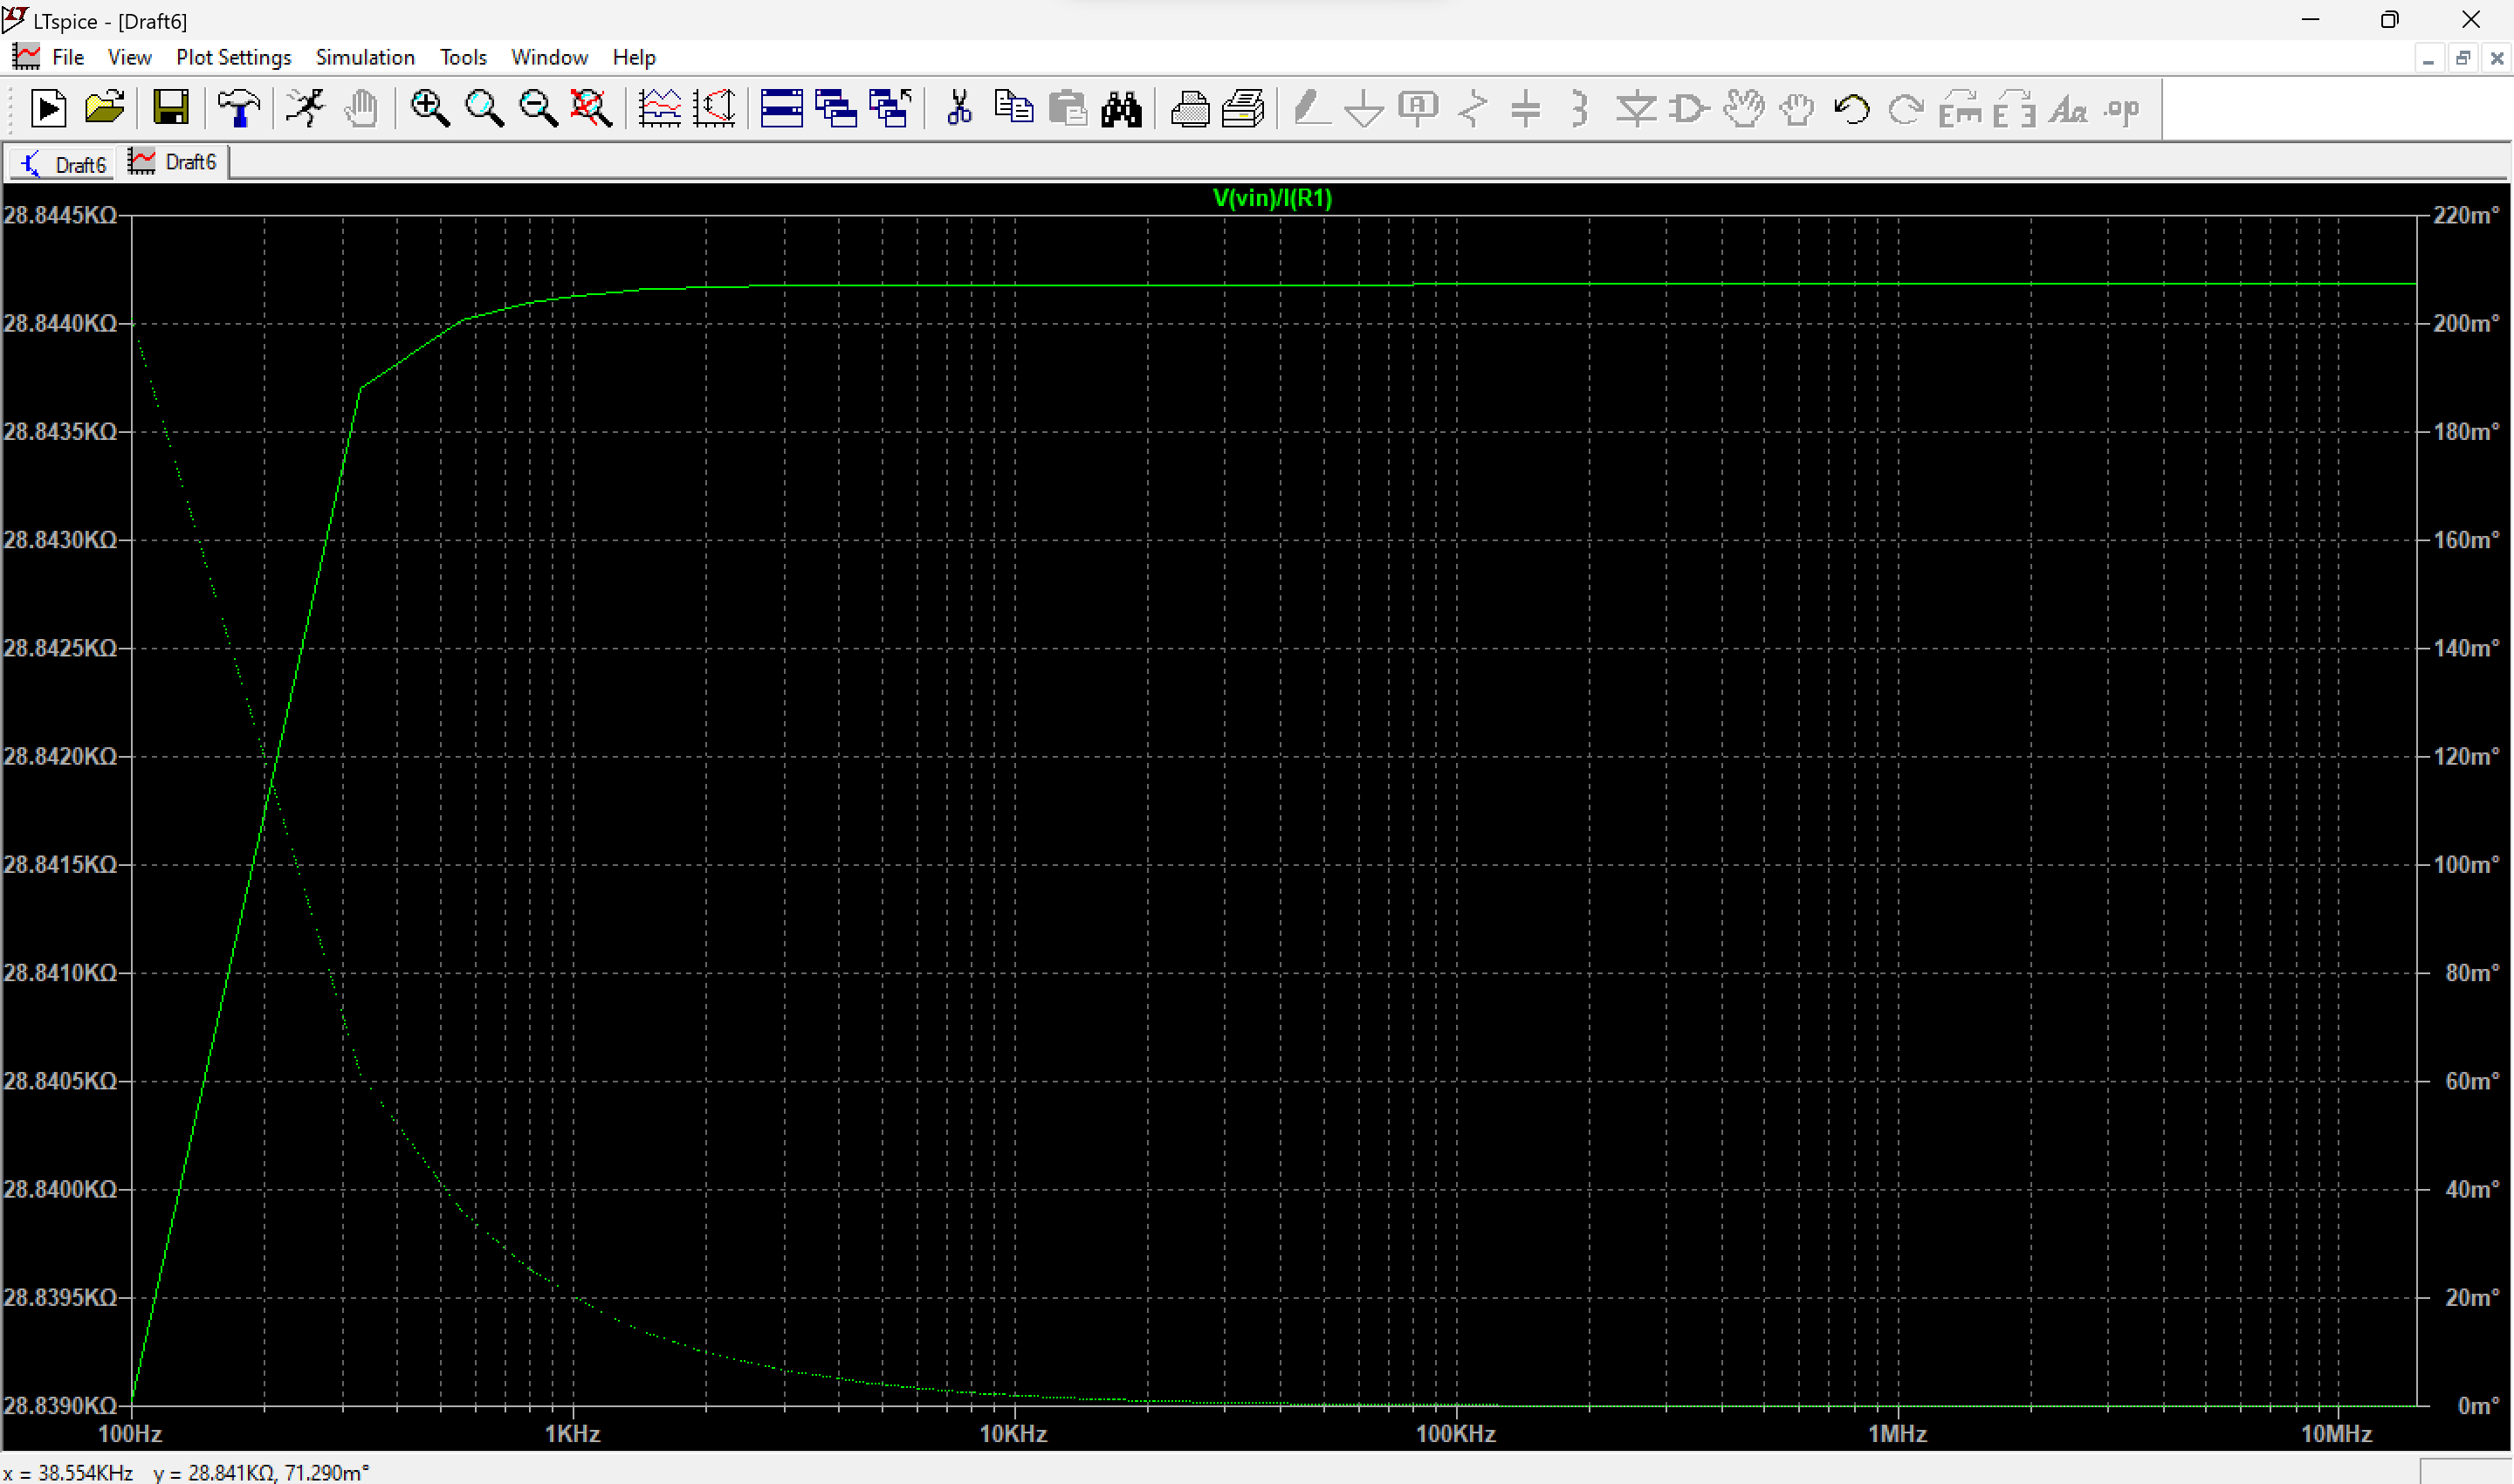 LTspice - [Draft6]
File View Plot Settings Simulation Tools Window Help
Aa .op
Draft6 Draft6
V(vin)/I(R1)
28.8445KΩ 220m°
28.8440KΩ 200m°
28.8435KΩ 180m°
28.8430KΩ 160m°
28.8425KΩ 140m°
28.8420KΩ 120m°
28.8415KΩ 100m°
28.8410KΩ 80m°
28.8405KΩ 60m°
28.8400KΩ 40m°
28.8395KΩ 20m°
28.8390KΩ 0m°
100Hz 1KHz 10KHz 100KHz 1MHz 10MHz
x = 38.554KHz y = 28.841KΩ, 71.290m°